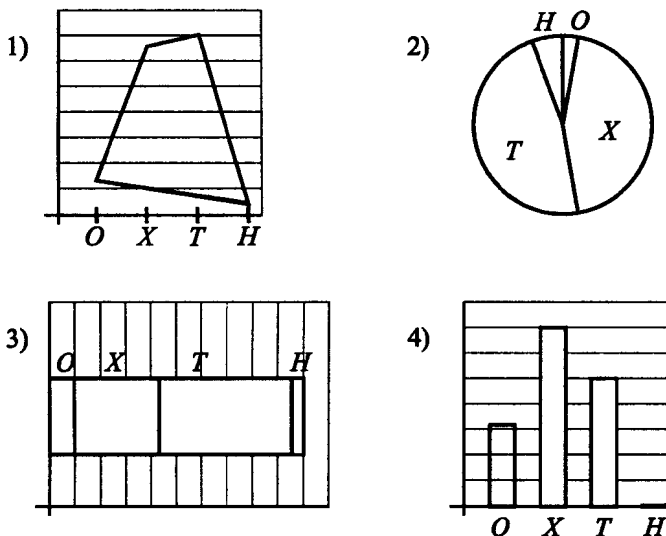 1)
O X T H
2)
H O
T X
3)
O X T H
4)
O X T H